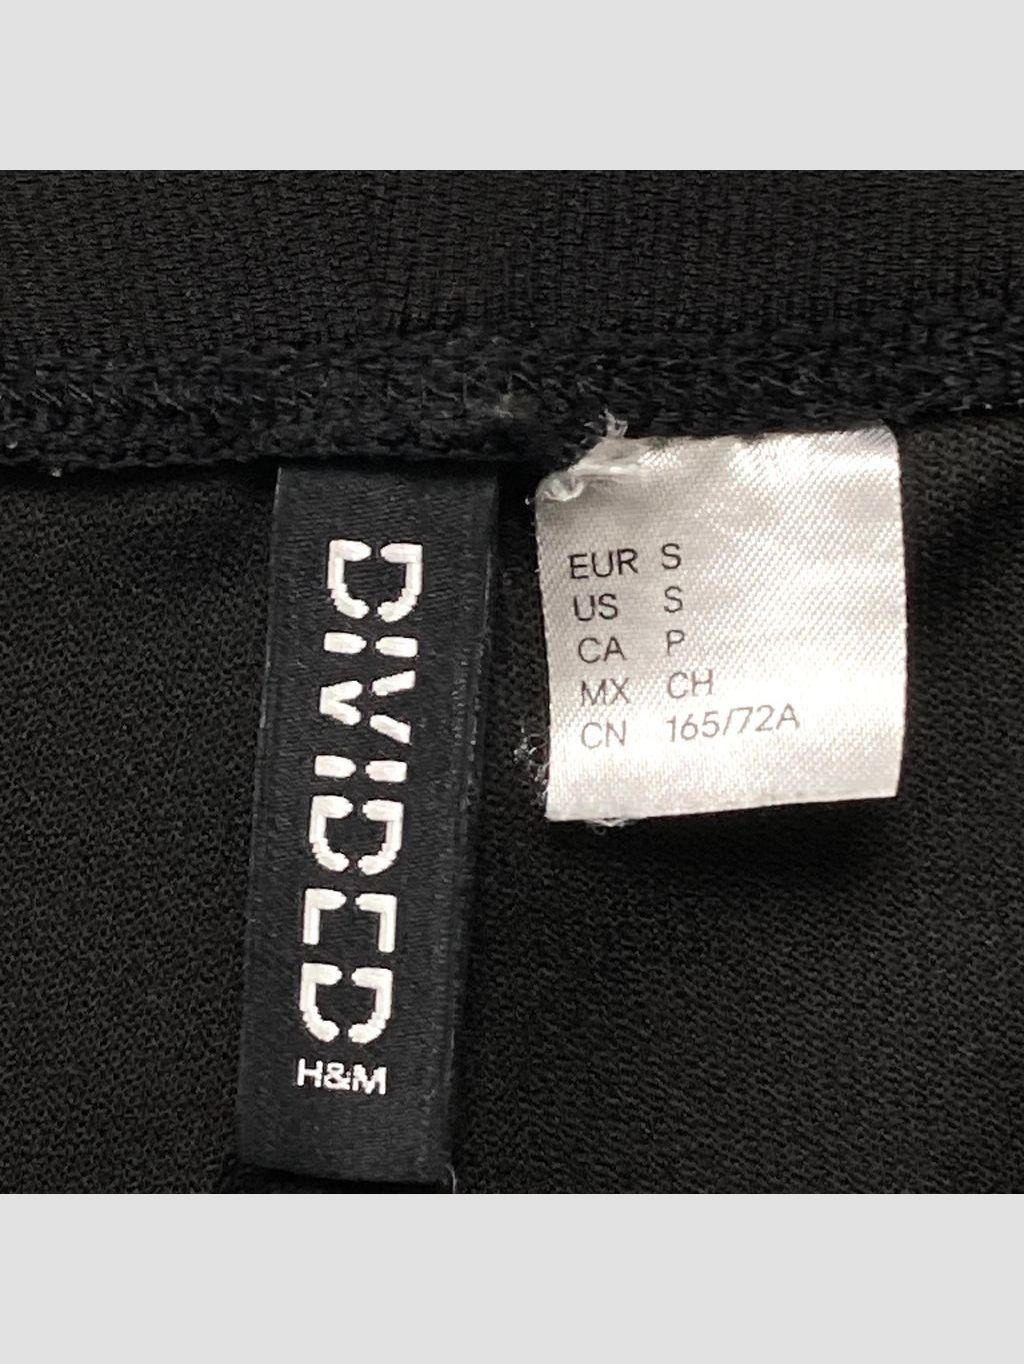 DIVIDED
H&M
EUR S
US S
CA P
MX CH
CN 165/72A